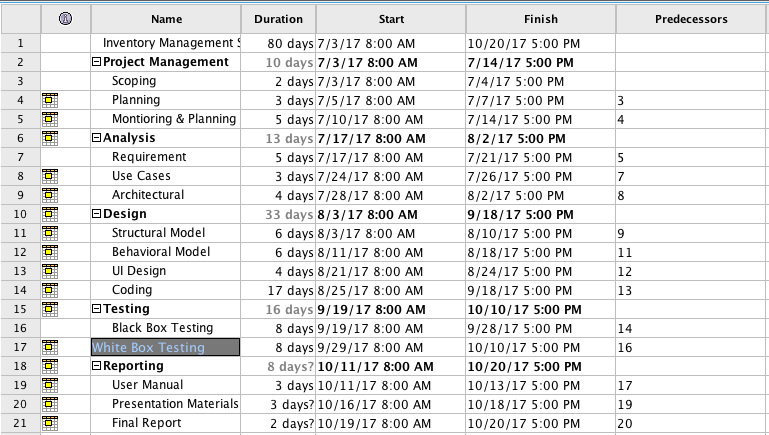 Name Duration Start Finish Predecessors
1 Inventory Management S 80 days 7/3/17 8:00 AM 10/20/17 5:00 PM
2 Project Management 10 days 7/3/17 8:00 AM 7/14/17 5:00 PM
3 Scoping 2 days 7/3/17 8:00 AM 7/4/17 5:00 PM
4 Planning 3 days 7/5/17 8:00 AM 7/7/17 5:00 PM 3
5 Montioring & Planning 5 days 7/10/17 8:00 AM 7/14/17 5:00 PM 4
6 Analysis 13 days 7/17/17 8:00 AM 8/2/17 5:00 PM
7 Requirement 5 days 7/17/17 8:00 AM 7/21/17 5:00 PM 5
8 Use Cases 3 days 7/24/17 8:00 AM 7/26/17 5:00 PM 7
9 Architectural 4 days 7/28/17 8:00 AM 8/2/17 5:00 PM 8
10 Design 33 days 8/3/17 8:00 AM 9/18/17 5:00 PM
11 Structural Model 6 days 8/3/17 8:00 AM 8/10/17 5:00 PM 9
12 Behavioral Model 6 days 8/11/17 8:00 AM 8/18/17 5:00 PM 11
13 UI Design 4 days 8/21/17 8:00 AM 8/24/17 5:00 PM 12
14 Coding 17 days 8/25/17 8:00 AM 9/18/17 5:00 PM 13
15 Testing 16 days 9/19/17 8:00 AM 10/10/17 5:00 PM
16 Black Box Testing 8 days 9/19/17 8:00 AM 9/28/17 5:00 PM 14
17 White Box Testing 8 days 9/29/17 8:00 AM 10/10/17 5:00 PM 16
18 Reporting 8 days? 10/11/17 8:00 AM 10/20/17 5:00 PM
19 User Manual 3 days 10/11/17 8:00 AM 10/13/17 5:00 PM 17
20 Presentation Materials 3 days? 10/16/17 8:00 AM 10/18/17 5:00 PM 19
21 Final Report 2 days? 10/19/17 8:00 AM 10/20/17 5:00 PM 20